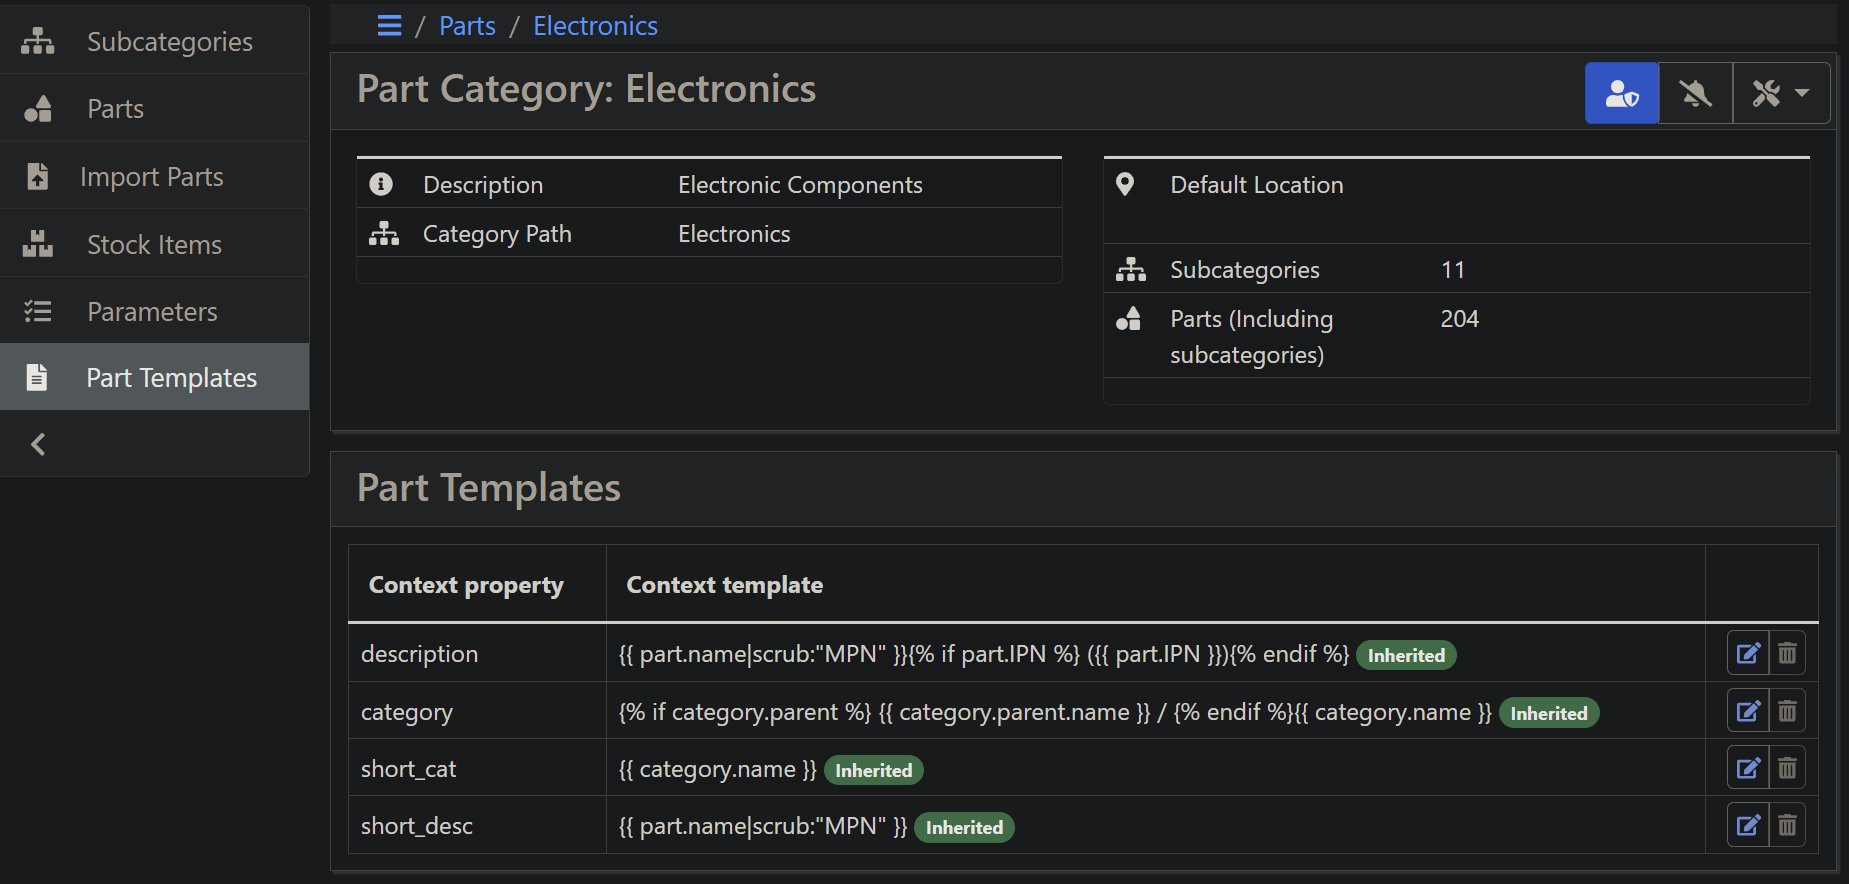 Subcategories
Parts
Import Parts
Stock Items
Parameters
Part Templates
/ Parts / Electronics
Part Category: Electronics
Description Electronic Components
Category Path Electronics
Default Location
Subcategories 11
Parts (Including 204
subcategories)
Part Templates
Context property Context template
description {{ part.name|scrub:"MPN" }}{% if part.IPN %} ({{ part.IPN }}){% endif %} Inherited
category {% if category.parent %} {{ category.parent.name }} / {% endif %}{{ category.name }} Inherited
short_cat {{ category.name }} Inherited
short_desc {{ part.name|scrub:"MPN" }} Inherited